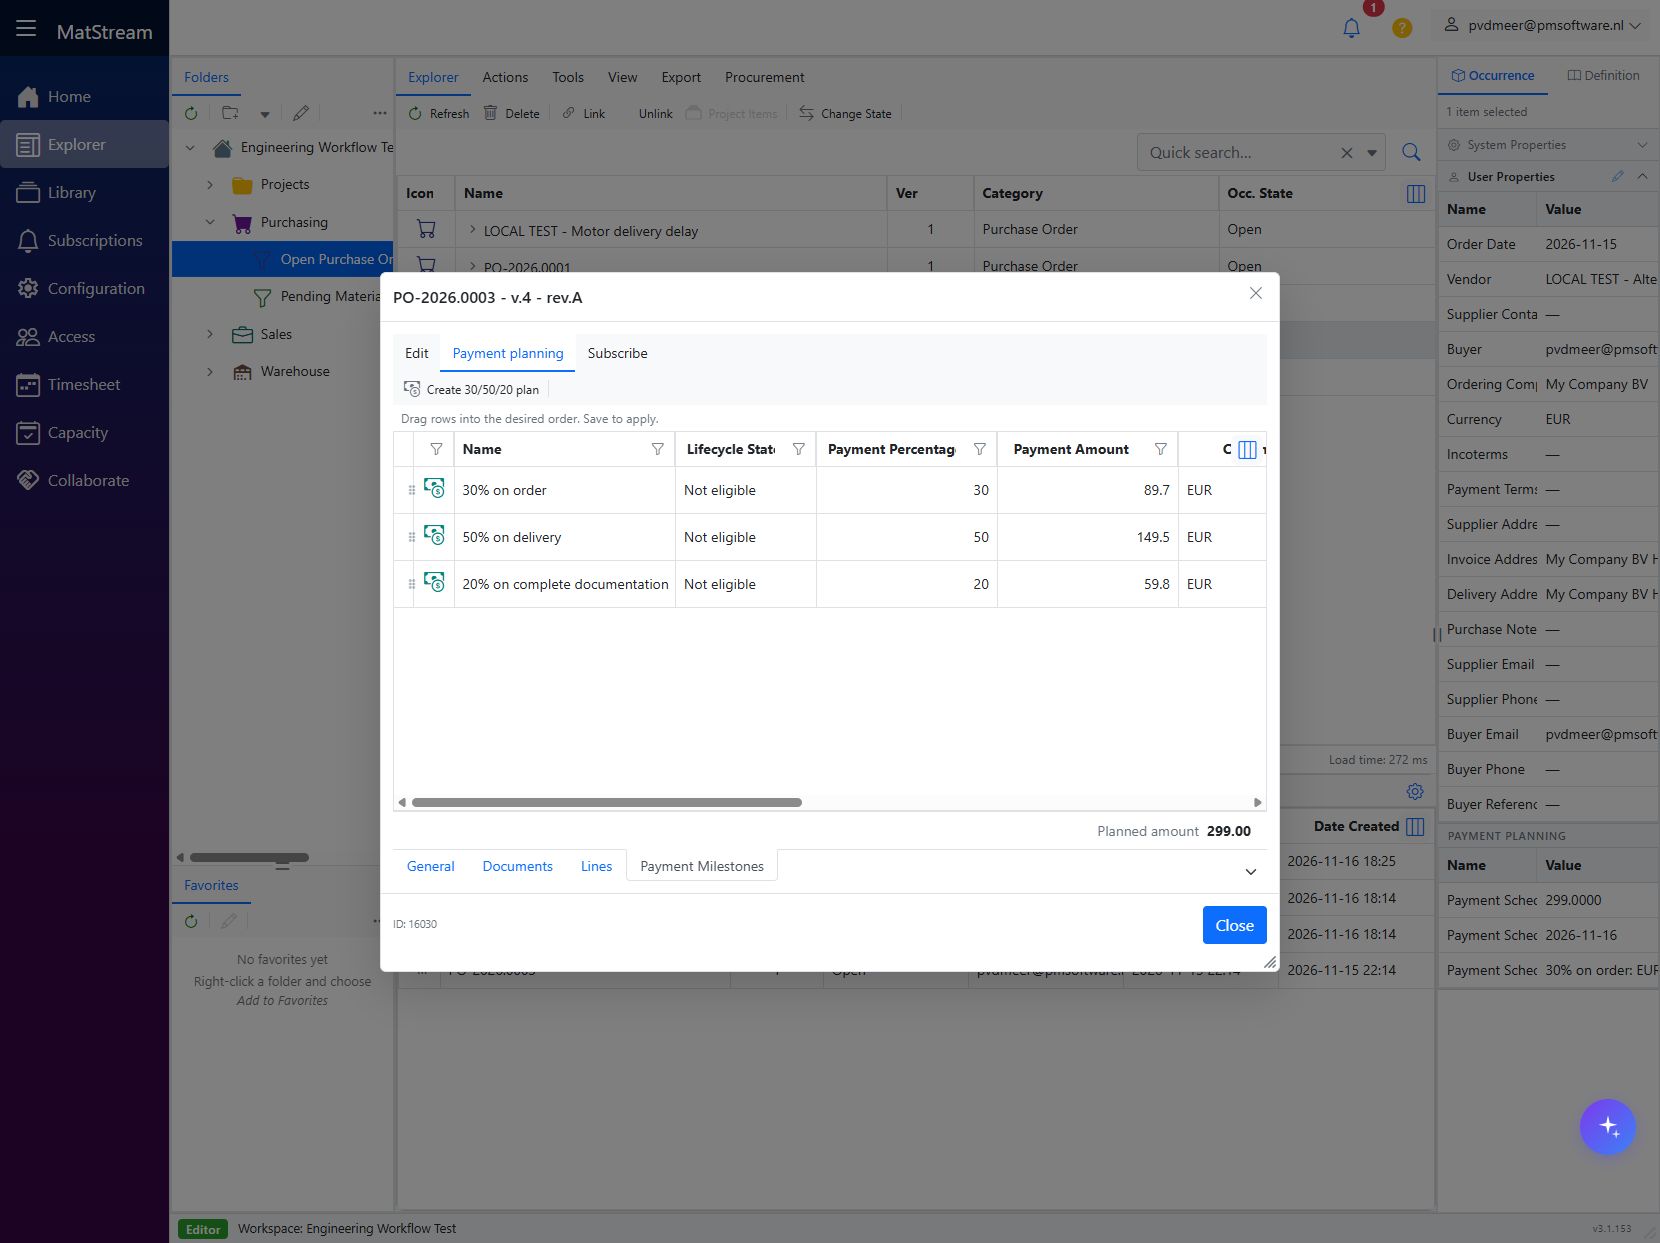 MatStream
1
?
pvdmeer@pmsoftware.nl
Home
Explorer
Library
Subscriptions
Configuration
Access
Timesheet
Capacity
Collaborate
Folders
Engineering Workflow Te
Projects
Purchasing
Open Purchase Or
Pending Materia
Sales
Warehouse
Favorites
No favorites yet
Right-click a folder and choose
Add to Favorites
Explorer Actions Tools View Export Procurement
Refresh Delete Link Unlink Project Items Change State
Quick search...
Icon Name Ver Category Occ. State
LOCAL TEST - Motor delivery delay 1 Purchase Order Open
PO-2026.0001 1 Purchase Order Open
PO-2026.0003 - v.4 - rev.A
Edit Payment planning Subscribe
Create 30/50/20 plan
Drag rows into the desired order. Save to apply.
Name Lifecycle State Payment Percentag Payment Amount C
30% on order Not eligible 30 89.7 EUR
50% on delivery Not eligible 50 149.5 EUR
20% on complete documentation Not eligible 20 59.8 EUR
Planned amount 299.00
General Documents Lines Payment Milestones
ID: 16030
Close
Load time: 272 ms
Date Created
2026-11-16 18:25
2026-11-16 18:14
2026-11-16 18:14
2026-11-15 22:14
Occurrence Definition
1 item selected
System Properties
User Properties
Name Value
Order Date 2026-11-15
Vendor LOCAL TEST - Alte
Supplier Conta —
Buyer pvdmeer@pmsoft
Ordering Comp My Company BV
Currency EUR
Incoterms —
Payment Terms —
Supplier Addre —
Invoice Address My Company BV H
Delivery Addre My Company BV H
Purchase Note —
Supplier Email —
Supplier Phone —
Buyer Email pvdmeer@pmsoft
Buyer Phone —
Buyer Referenc —
PAYMENT PLANNING
Name Value
Payment Sched 299.0000
Payment Sched 2026-11-16
Payment Sched 30% on order: EUR
Editor Workspace: Engineering Workflow Test
v3.1.153